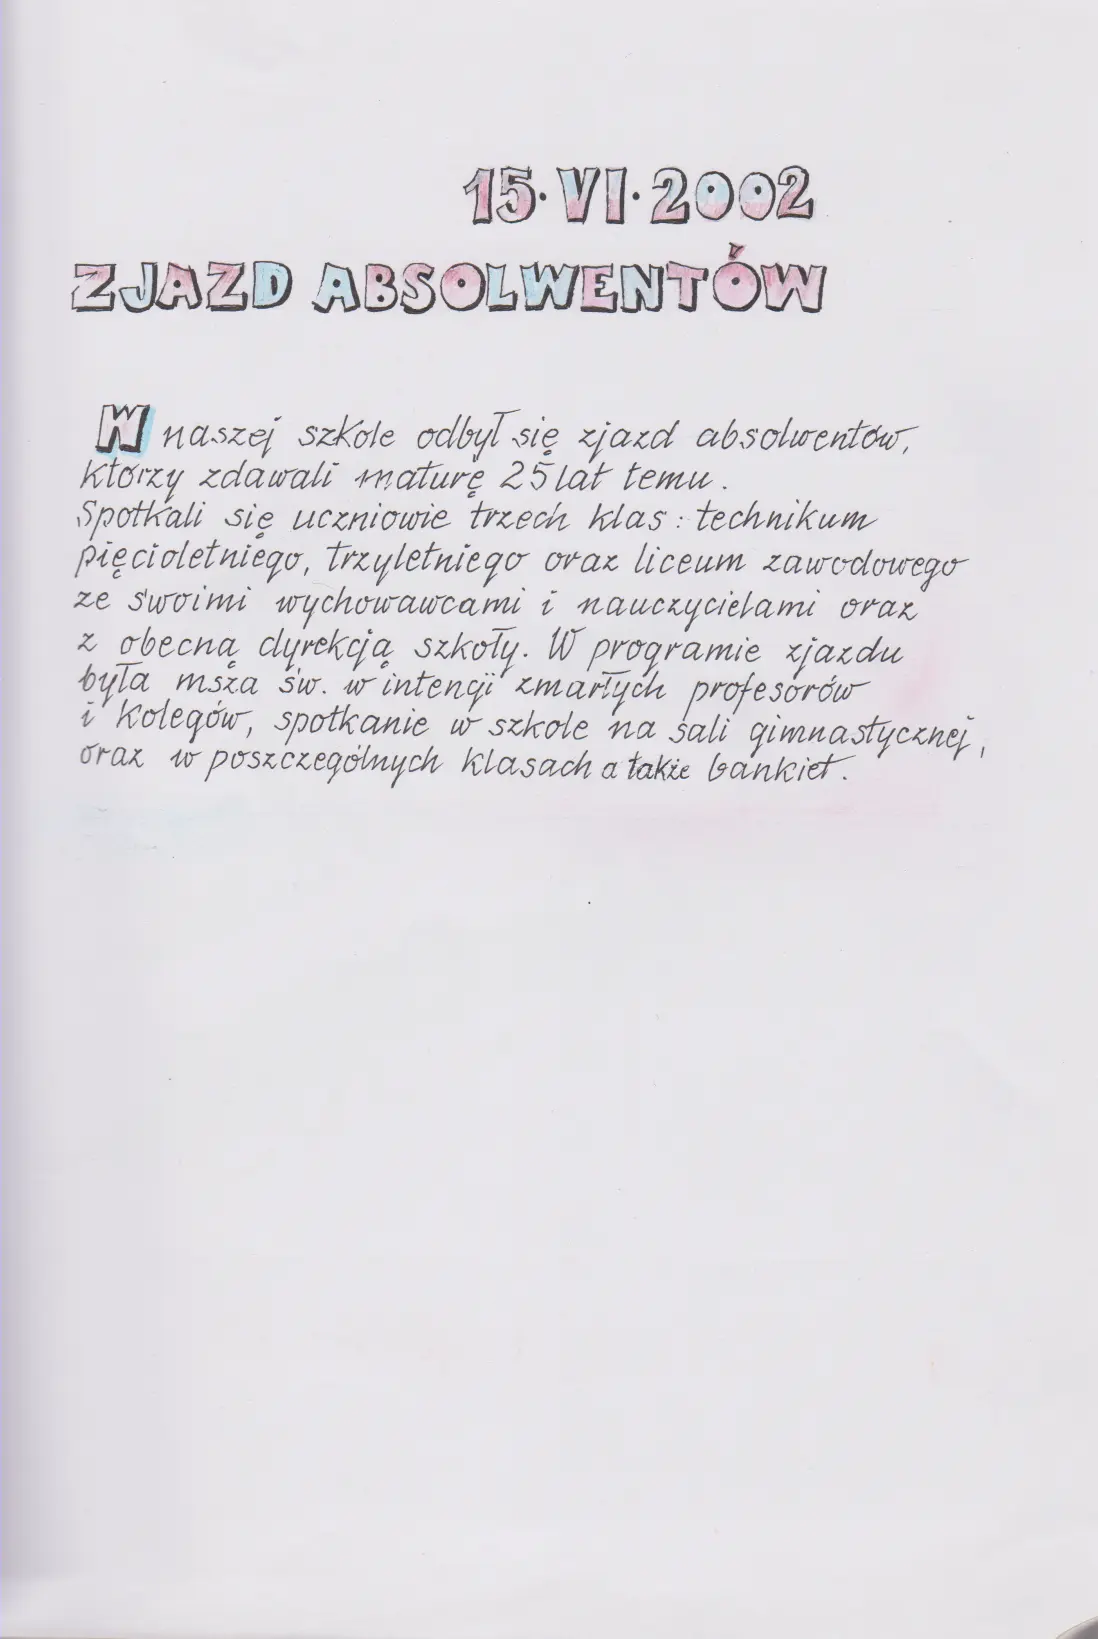 15·VI·2002
ZJAZD ABSOLWENTÓW
W naszej szkole odbył się zjazd absolwentów,
którzy zdawali maturę 25 lat temu.
Spotkali się uczniowie trzech klas: technikum
pięcioletniego, trzyletniego oraz liceum zawodowego
ze swoimi wychowawcami i nauczycielami oraz
z obecną dyrekcją szkoły. W programie zjazdu
była msza św. w intencji zmarłych profesorów
i kolegów, spotkanie w szkole na sali gimnastycznej,
oraz w poszczególnych klasach a także bankiet.